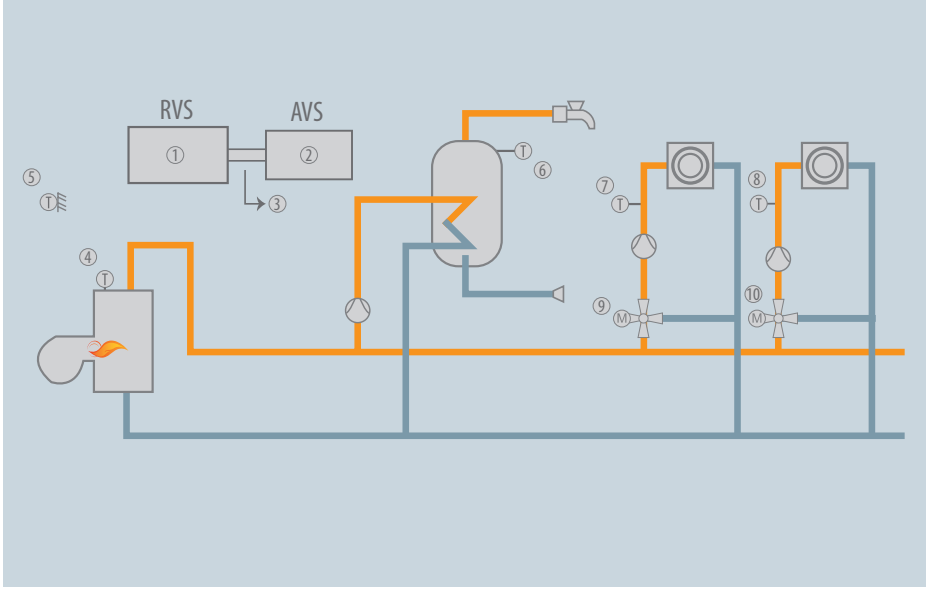 RVS
AVS
①
②
⑤
T
③
④
T
T
⑥
⑦
T
⑧
T
⑨
M
⑩
M